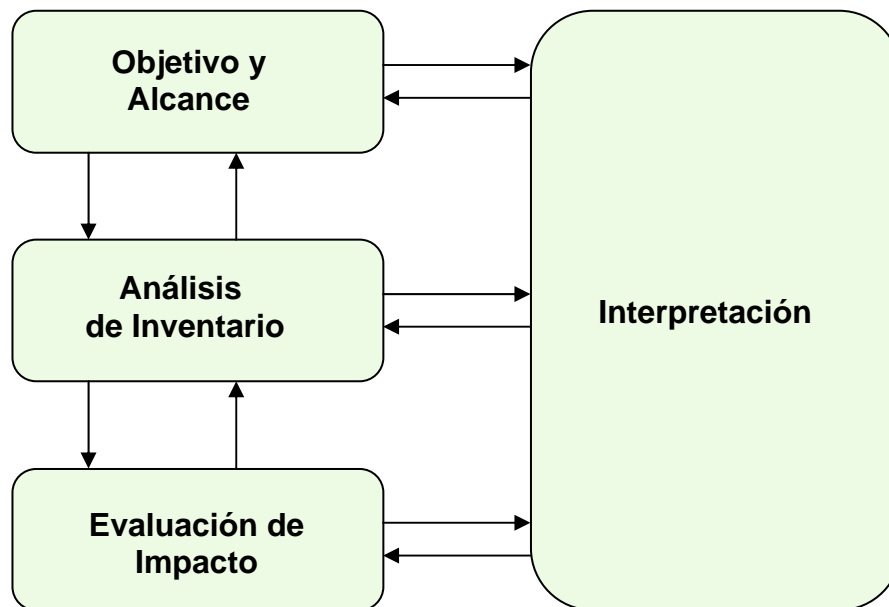 Objetivo y
Alcance
Análisis
de Inventario
Interpretación
Evaluación de
Impacto